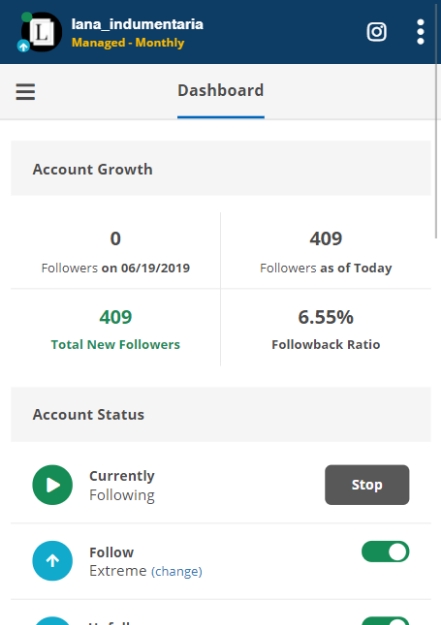 L
lana_indumentaria
Managed - Monthly
Dashboard
Account Growth
0
Followers on 06/19/2019
409
Followers as of Today
409
Total New Followers
6.55%
Followback Ratio
Account Status
Currently
Following
Stop
Follow
Extreme (change)